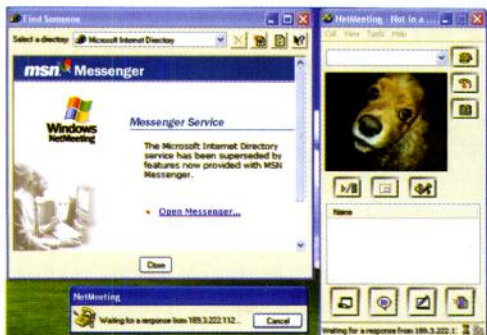 Find Someone
Select a directory: Microsoft Internet Directory
msn Messenger
Windows
NetMeeting
Messenger Service
The Microsoft Internet Directory
service has been superseded by
features now provided with MSN
Messenger.
Open Messenger...
Close
NetMeeting
Waiting for a response from 189.3.222.112...
Cancel
NetMeeting - Not in a ...
Call View Tools Help
Name
Waiting for a response from 189.3.222.1